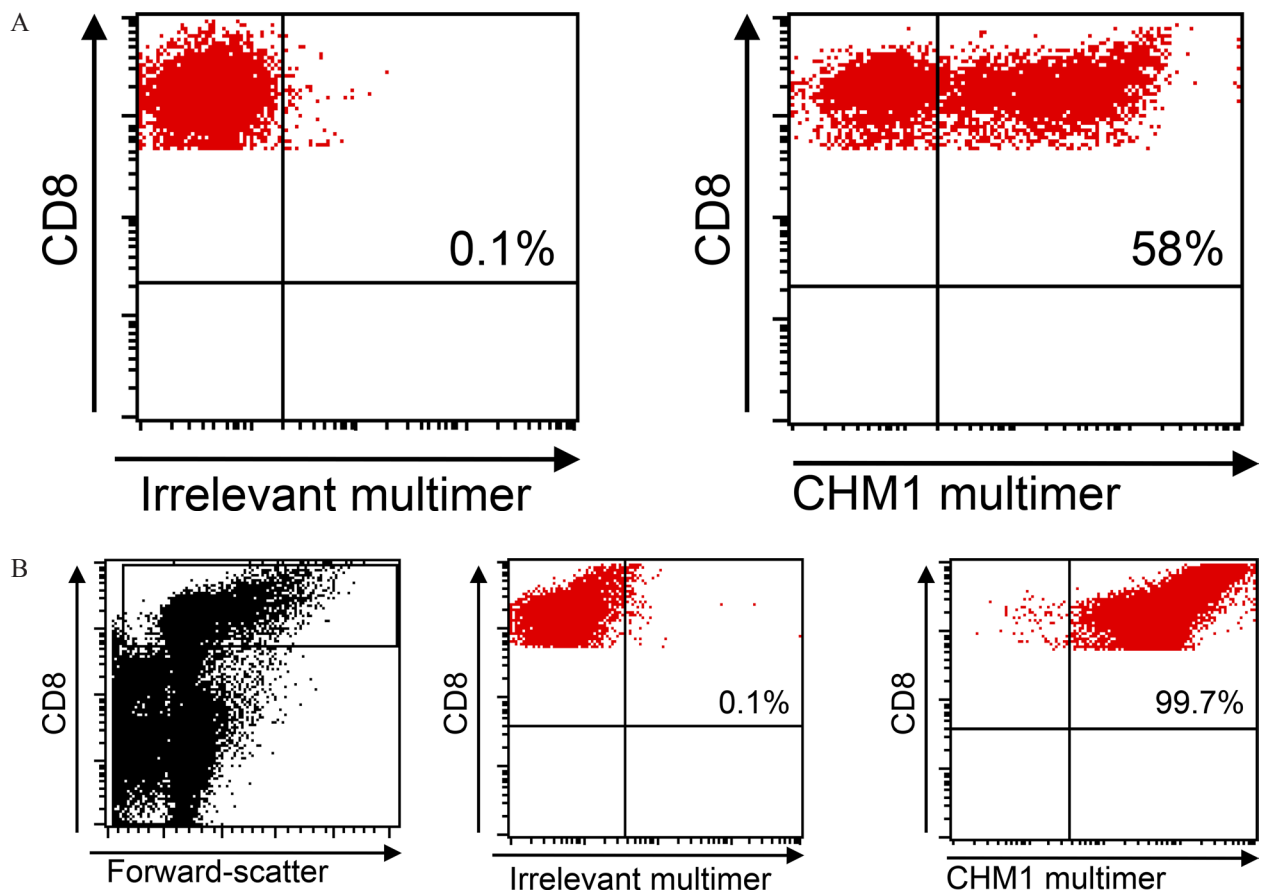 A
CD8
0.1%
Irrelevant multimer
CD8
58%
CHM1 multimer
B
CD8
Forward-scatter
CD8
0.1%
Irrelevant multimer
CD8
99.7%
CHM1 multimer